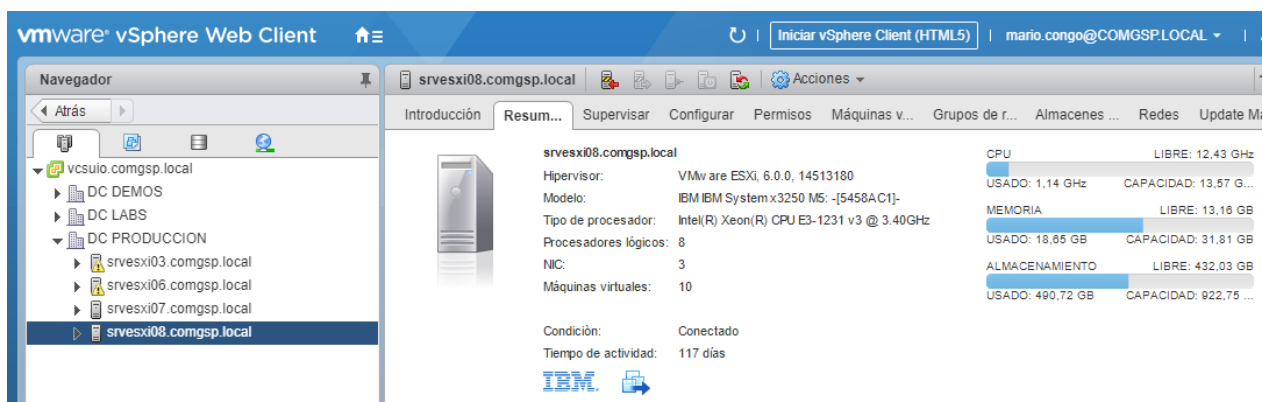 vmware® vSphere Web Client
Iniciar vSphere Client (HTML5)
mario.congo@COMGSP.LOCAL
Navegador
Atrás
vcsuio.comgsp.local
DC DEMOS
DC LABS
DC PRODUCCION
srvesxi03.comgsp.local
srvesxi06.comgsp.local
srvesxi07.comgsp.local
srvesxi08.comgsp.local
srvesxi08.comgsp.local
Acciones
Introducción Resum... Supervisar Configurar Permisos Máquinas v... Grupos de r... Almacenes ... Redes Update Ma
srvesxi08.comgsp.local
Hipervisor: VMware ESXi, 6.0.0, 14513180
Modelo: IBM IBM System x3250 M5: -[5458AC1]-
Tipo de procesador: Intel(R) Xeon(R) CPU E3-1231 v3 @ 3.40GHz
Procesadores lógicos: 8
NIC: 3
Máquinas virtuales: 10
Condición: Conectado
Tiempo de actividad: 117 días
IBM.
CPU LIBRE: 12,43 GHz
USADO: 1,14 GHz CAPACIDAD: 13,57 G...
MEMORIA LIBRE: 13,16 GB
USADO: 18,65 GB CAPACIDAD: 31,81 GB
ALMACENAMIENTO LIBRE: 432,03 GB
USADO: 490,72 GB CAPACIDAD: 922,75 ...